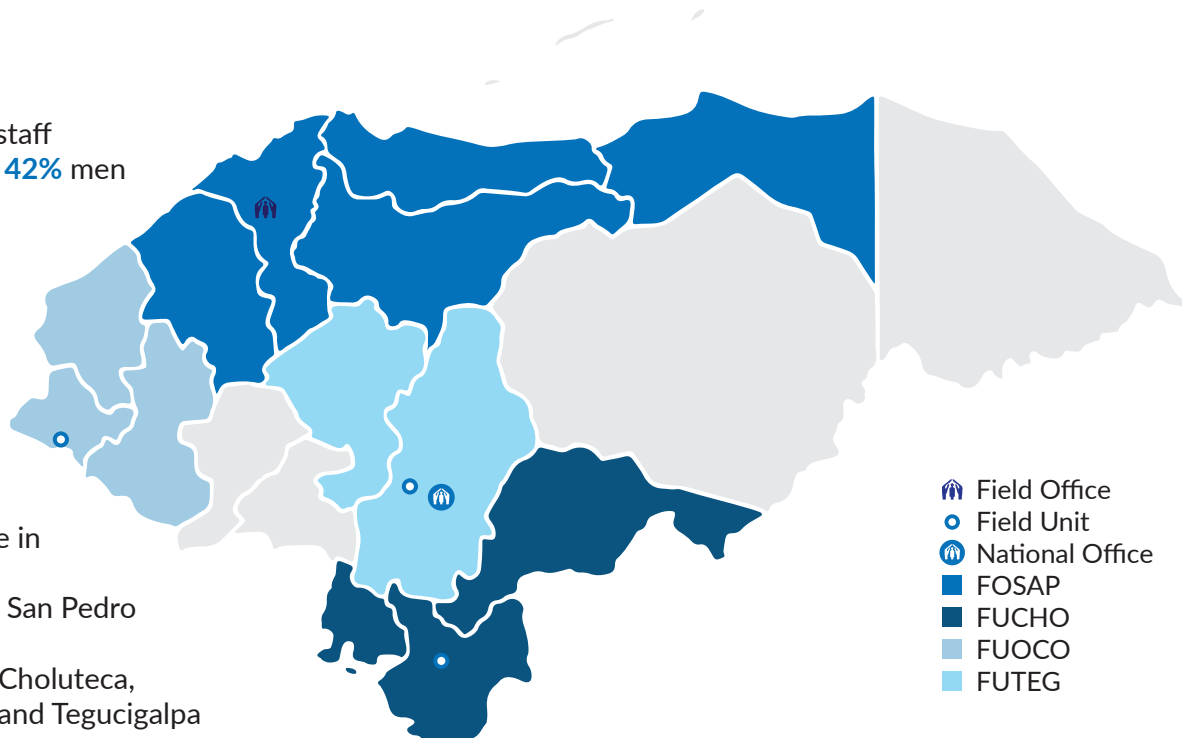 staff
42% men
e in
San Pedro
Choluteca,
and Tegucigalpa
Field Office
Field Unit
National Office
FOSAP
FUCHO
FUOCO
FUTEG